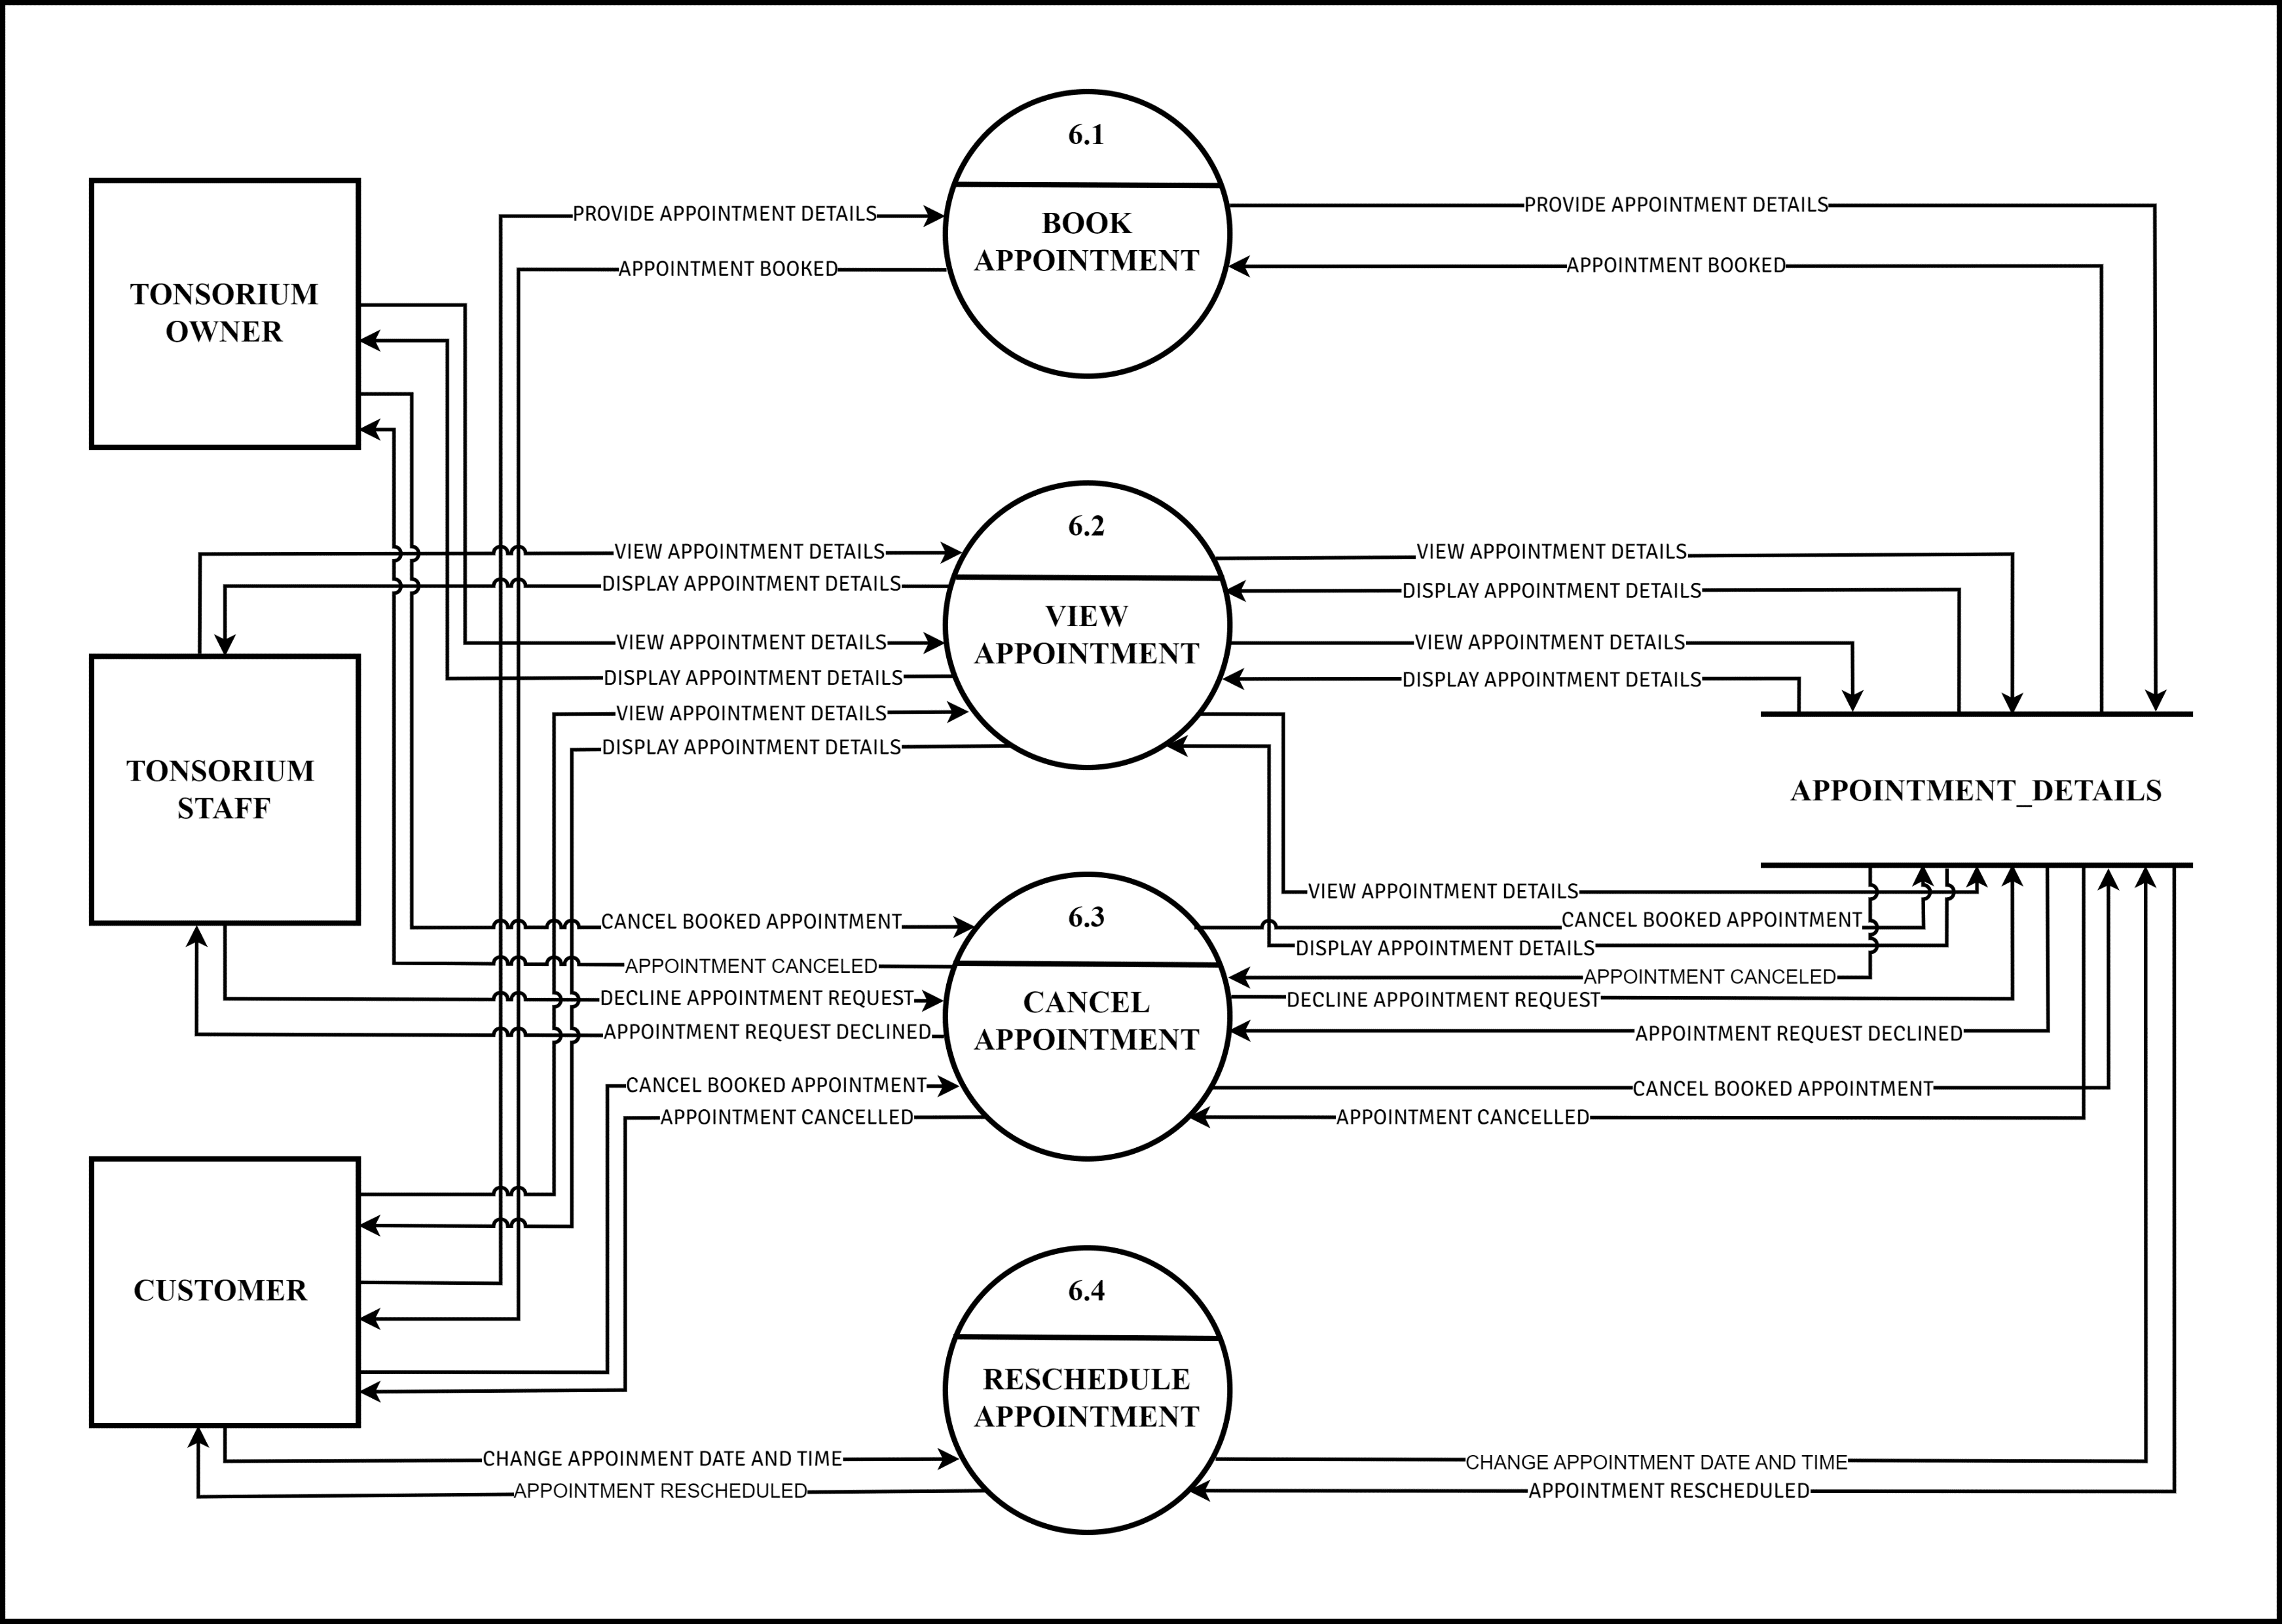 6.1
BOOK
APPOINTMENT
TONSORIUM
OWNER
PROVIDE APPOINTMENT DETAILS
APPOINTMENT BOOKED
PROVIDE APPOINTMENT DETAILS
APPOINTMENT BOOKED
6.2
VIEW
APPOINTMENT
VIEW APPOINTMENT DETAILS
DISPLAY APPOINTMENT DETAILS
VIEW APPOINTMENT DETAILS
DISPLAY APPOINTMENT DETAILS
VIEW APPOINTMENT DETAILS
DISPLAY APPOINTMENT DETAILS
VIEW APPOINTMENT DETAILS
DISPLAY APPOINTMENT DETAILS
VIEW APPOINTMENT DETAILS
DISPLAY APPOINTMENT DETAILS
TONSORIUM
STAFF
APPOINTMENT_DETAILS
VIEW APPOINTMENT DETAILS
CANCEL BOOKED APPOINTMENT
DISPLAY APPOINTMENT DETAILS
APPOINTMENT CANCELED
DECLINE APPOINTMENT REQUEST
APPOINTMENT REQUEST DECLINED
CANCEL BOOKED APPOINTMENT
APPOINTMENT CANCELLED
6.3
CANCEL
APPOINTMENT
CANCEL BOOKED APPOINTMENT
APPOINTMENT CANCELED
DECLINE APPOINTMENT REQUEST
APPOINTMENT REQUEST DECLINED
CANCEL BOOKED APPOINTMENT
APPOINTMENT CANCELLED
CUSTOMER
6.4
RESCHEDULE
APPOINTMENT
CHANGE APPOINMENT DATE AND TIME
APPOINTMENT RESCHEDULED
CHANGE APPOINTMENT DATE AND TIME
APPOINTMENT RESCHEDULED